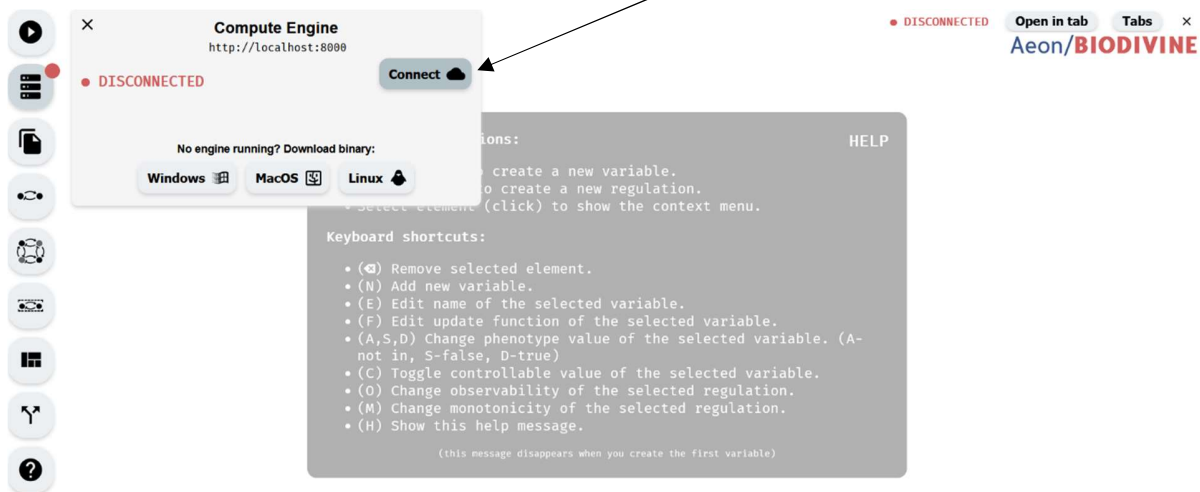 ×
Compute Engine
http://localhost:8000
• DISCONNECTED
Connect
No engine running? Download binary:
Windows
MacOS
Linux
• DISCONNECTED
Open in tab
Tabs
×
Aeon/BIODIVINE
ions:
HELP
create a new variable.
o create a new regulation.
• Select element (click) to show the context menu.
Keyboard shortcuts:
• (⌫) Remove selected element.
• (N) Add new variable.
• (E) Edit name of the selected variable.
• (F) Edit update function of the selected variable.
• (A,S,D) Change phenotype value of the selected variable. (A-
not in, S-false, D-true)
• (C) Toggle controllable value of the selected variable.
• (O) Change observability of the selected regulation.
• (M) Change monotonicity of the selected regulation.
• (H) Show this help message.
(this message disappears when you create the first variable)